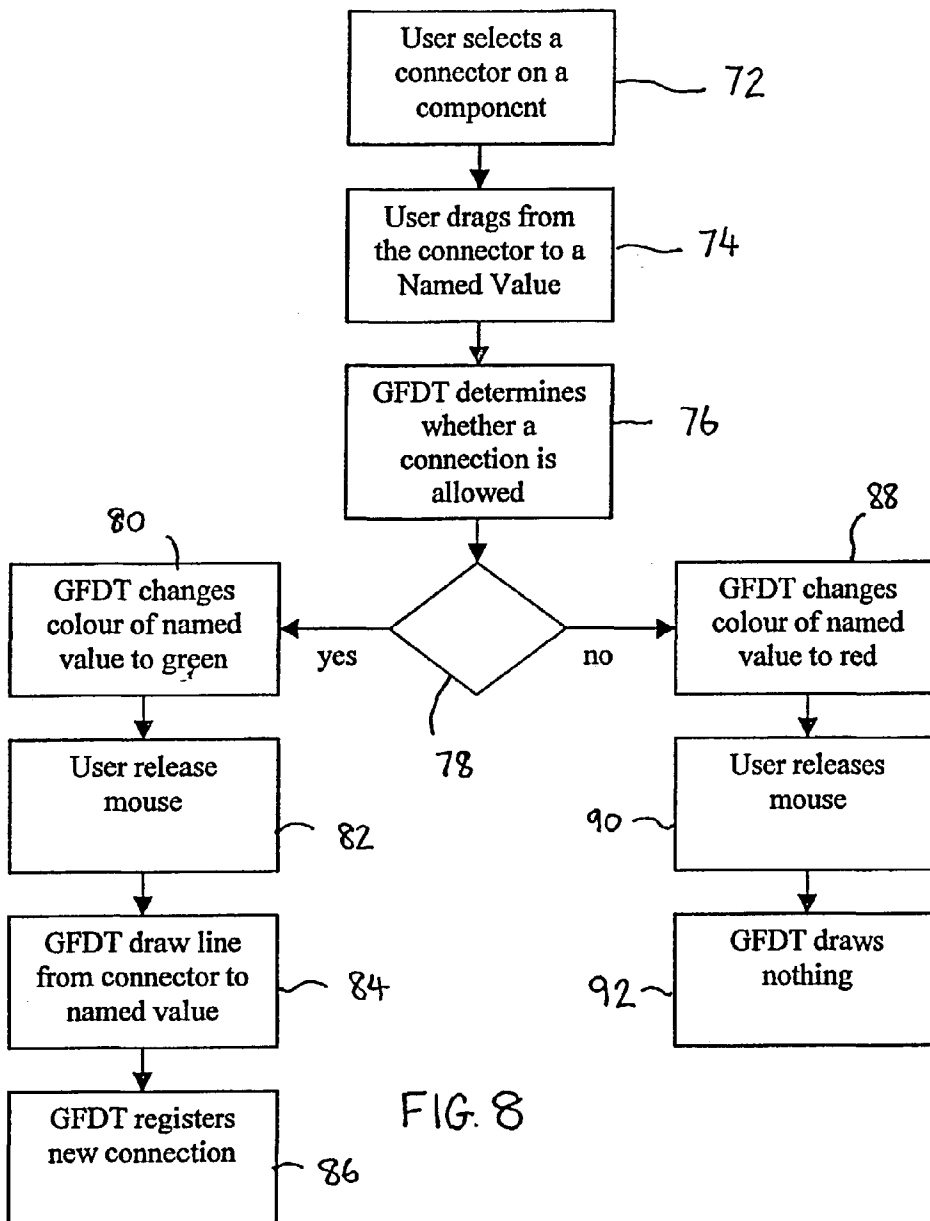 User selects a
connector on a
component
72
User drags from
the connector to a
Named Value
74
GFDT determines
whether a
connection is
allowed
76
80
GFDT changes
colour of named
value to green
yes
78
no
88
GFDT changes
colour of named
value to red
User release
mouse
82
User releases
mouse
90
GFDT draw line
from connector to
named value
84
GFDT draws
nothing
92
GFDT registers
new connection
86
FIG. 8